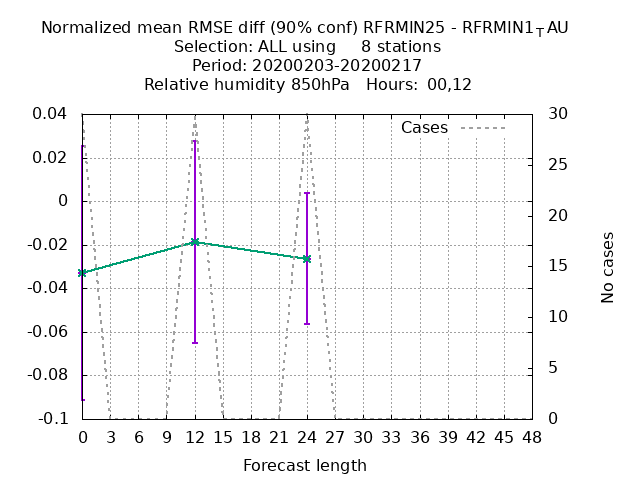 Normalized mean RMSE diff (90% conf) RFRMIN25 - RFRMIN1_TAU
Selection: ALL using     8 stations
Period: 20200203-20200217
Relative humidity 850hPa   Hours:  00,12
Cases
0.04
0.02
0
-0.02
-0.04
-0.06
-0.08
-0.1
30
25
20
15
10
5
0
No cases
0 3 6 9 12 15 18 21 24 27 30 33 36 39 42 45 48
Forecast length